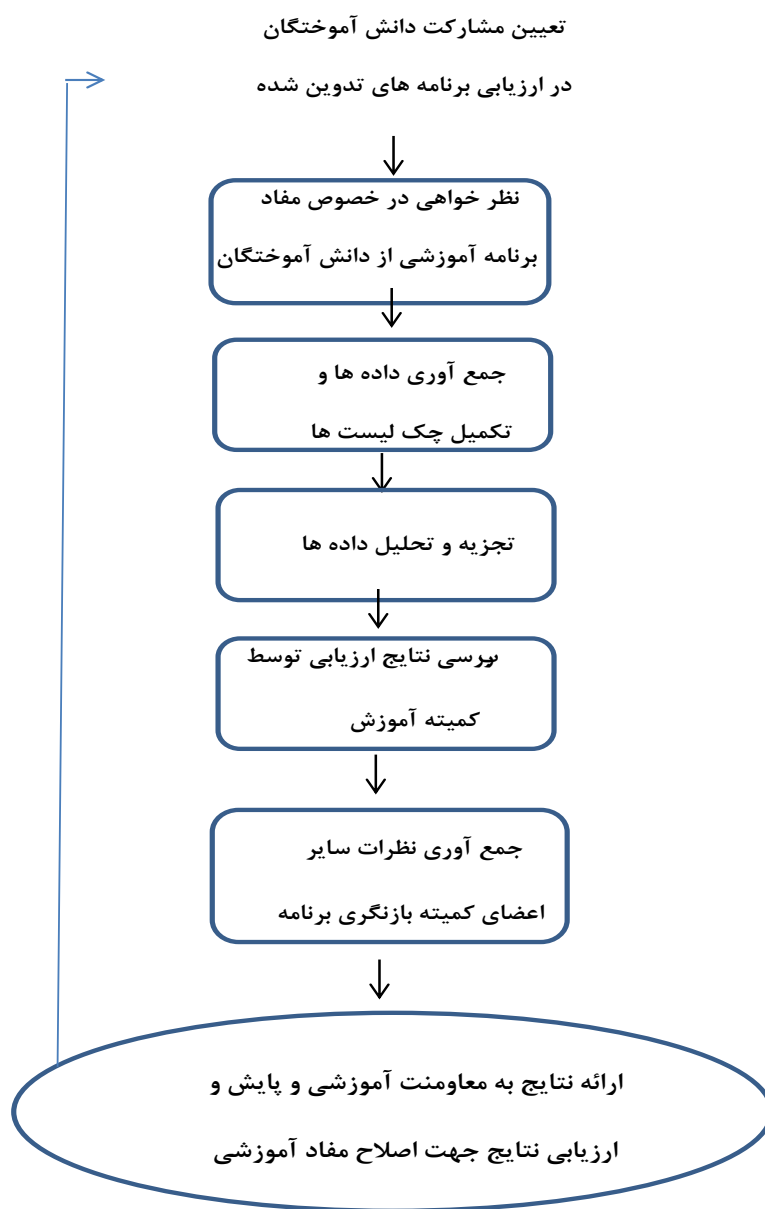 تعیین مشارکت دانش آموختگان
در ارزیابی برنامه های تدوین شده
نظر خواهی در خصوص مفاد
برنامه آموزشی از دانش آموختگان
جمع آوری داده ها و
تکمیل چک لیست ها
تجزیه و تحلیل داده ها
بررسی نتایج ارزیابی توسط
کمیته آموزش
جمع آوری نظرات سایر
اعضای کمیته بازنگری برنامه
ارائه نتایج به معاومنت آموزشی و پایش و
ارزیابی نتایج جهت اصلاح مفاد آموزشی